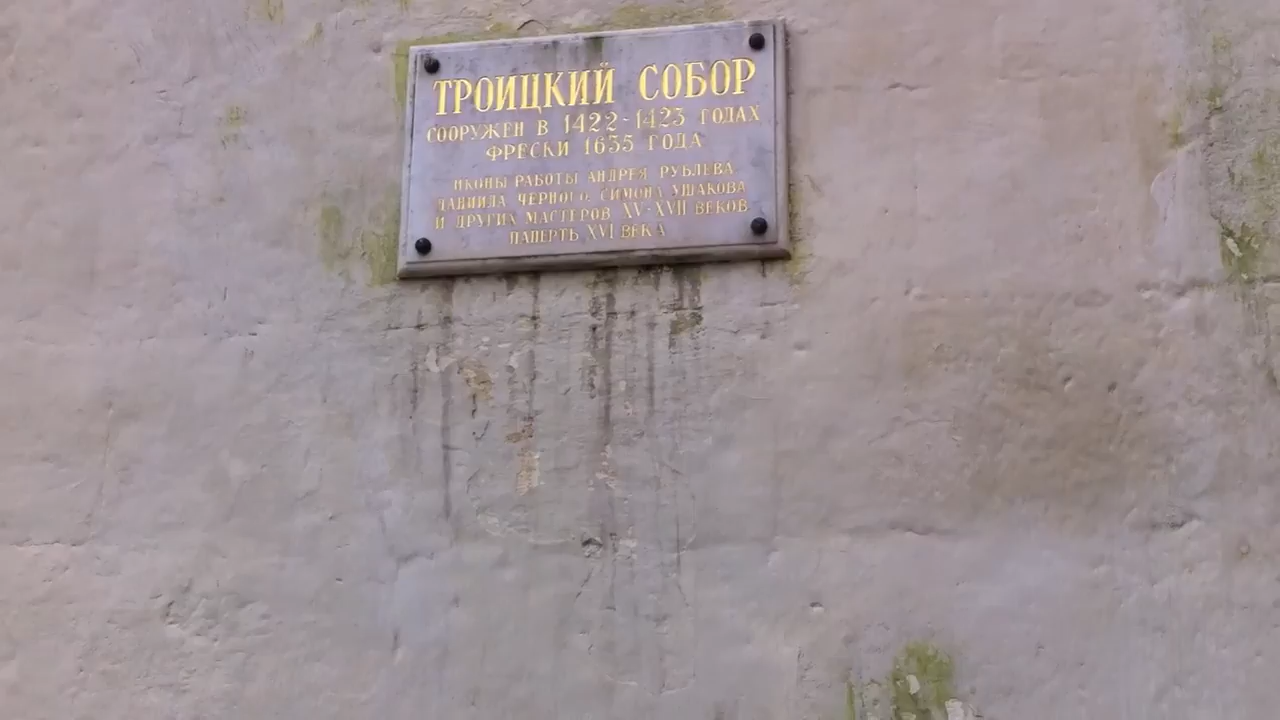 ТРОИЦКИЙ СОБОР
СООРУЖЕН В 1422-1423 ГОДАХ
ФРЕСКИ 1635 ГОДА
ИКОНЫ РАБОТЫ АНДРЕЯ РУБЛЕВА
ДАНИИЛА ЧЕРНОГО, СИМОНА УШАКОВА
И ДРУГИХ МАСТЕРОВ XV-XVII ВЕКОВ
ПАПЕРТЬ XVI ВЕКА